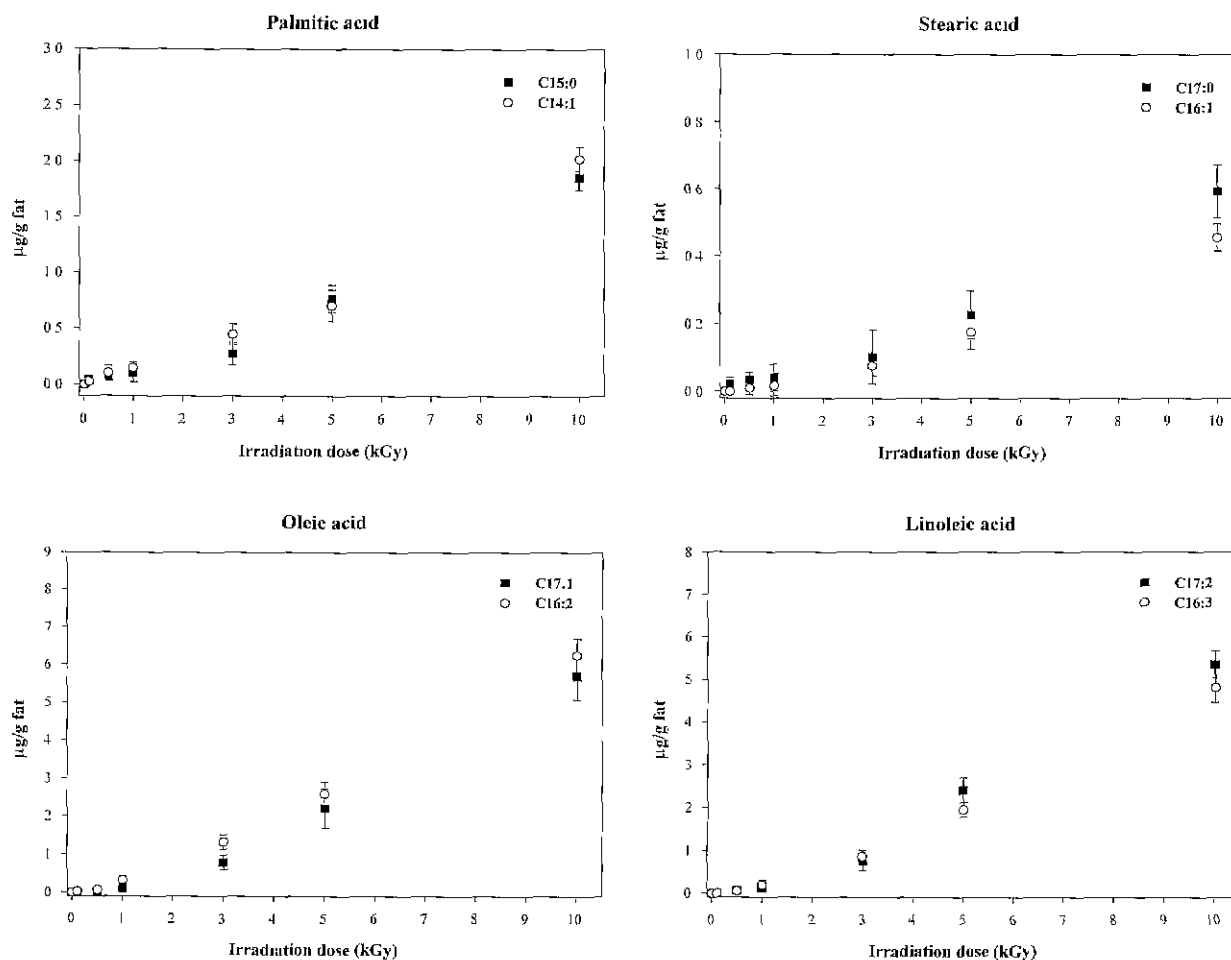 Palmitic acid
3 0
2.5
2.0
1.5
1.0
0.5
0.0
µg/g fat
C15:0
C14:1
0 1 2 3 4 5 6 7 8 9 10
Irradiation dose (kGy)
Stearic acid
1.0
0.8
0.6
0 4
0.2
0.0
µg/g fat
C17:0
C16:1
0 1 2 3 4 5 6 7 8 9 10
Irradiation dose (kGy)
Oleic acid
9
8
7
6
5
4
3
2
1
0
µg/g fat
C17.1
C16:2
0 1 2 3 4 5 6 7 8 9 10
Irradiation dose (kGy)
Linoleic acid
8
7
6
5
4
3
2
1
0
µg/g fat
C17:2
C16:3
0 1 2 3 4 5 6 7 8 9 10
Irradiation dose (kGy)